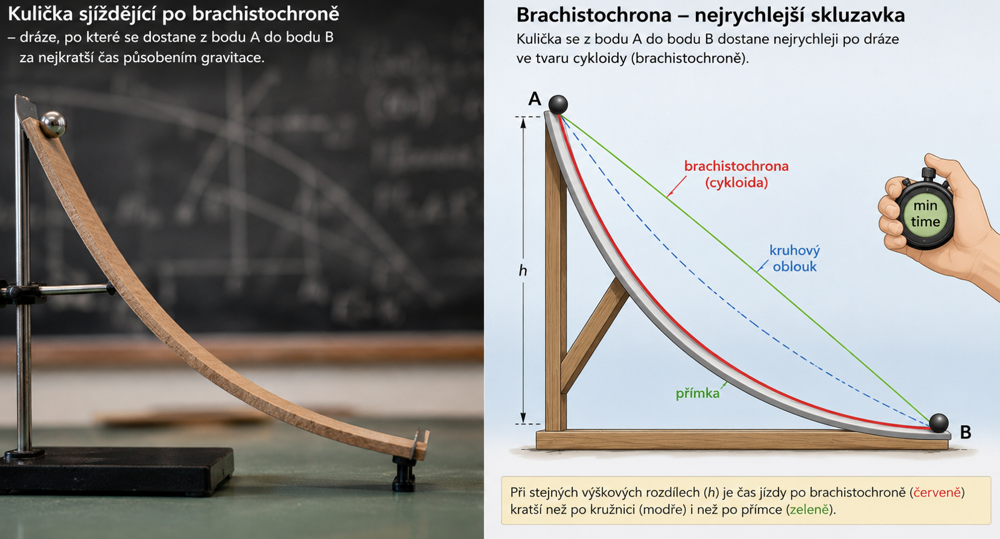 Kulička sjíždějící po brachistochroně
– dráze, po které se dostane z bodu A do bodu B
za nejkratší čas působením gravitace.
Brachistochrona – nejrychlejší skluzavka
Kulička se z bodu A do bodu B dostane nejrychleji po dráze
ve tvaru cykloidy (brachistochroně).
A
brachistochrona
(cykloida)
min
time
kruhový
oblouk
h
přímka
B
Při stejných výškových rozdílech (h) je čas jízdy po brachistochroně (červeně)
kratší než po kružnici (modře) i než po přímce (zeleně).